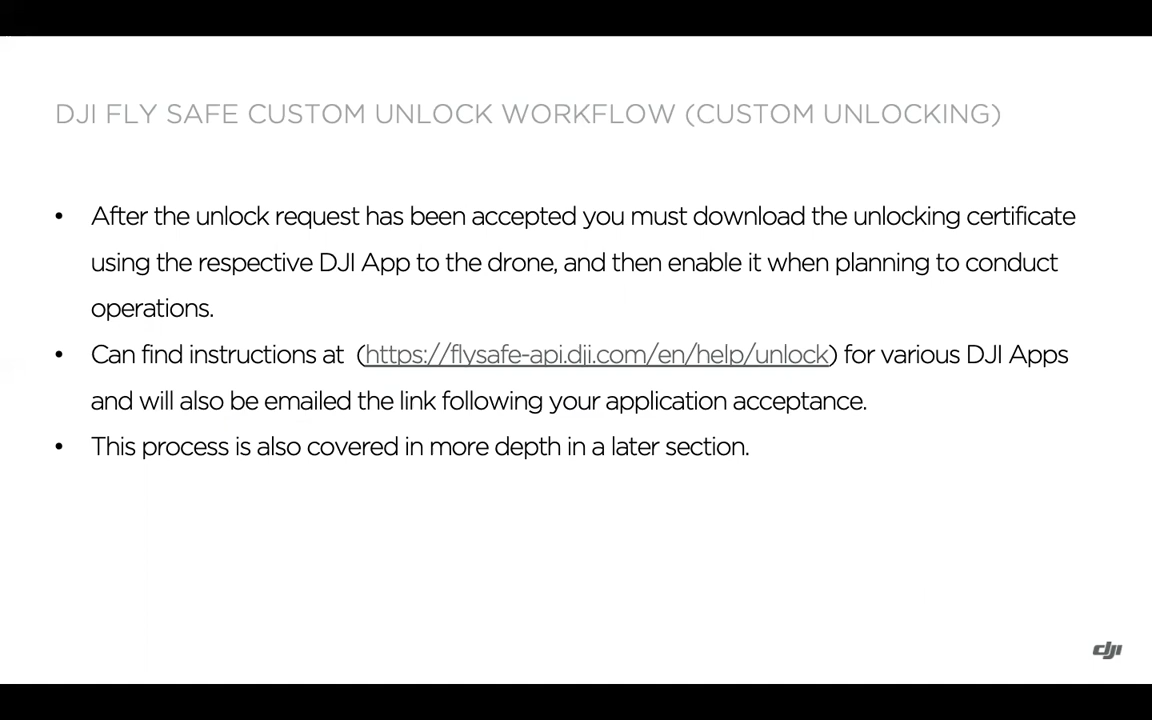 DJI FLY SAFE CUSTOM UNLOCK WORKFLOW (CUSTOM UNLOCKING)
• After the unlock request has been accepted you must download the unlocking certificate
using the respective DJI App to the drone, and then enable it when planning to conduct
operations.
• Can find instructions at (https://flysafe-api.dji.com/en/help/unlock) for various DJI Apps
and will also be emailed the link following your application acceptance.
• This process is also covered in more depth in a later section.
dji